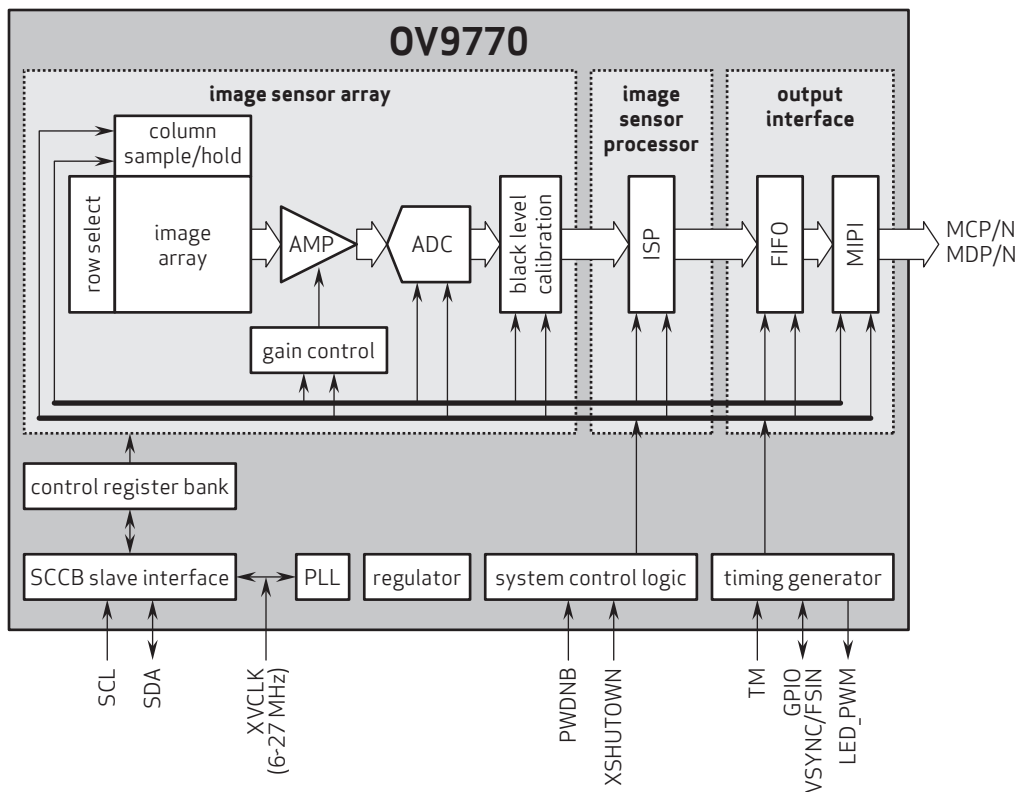 OV9770
image sensor array
image
sensor
processor
output
interface
column
sample/hold
row select
image
array
AMP
ADC
black level
calibration
ISP
FIFO
MIPI
MCP/N
MDP/N
gain control
control register bank
SCCB slave interface
PLL
regulator
system control logic
timing generator
SCL
SDA
XVCLK
(6~27 MHz)
PWDNB
XSHUTOWN
TM
GPIO
VSYNC/FSIN
LED_PWM